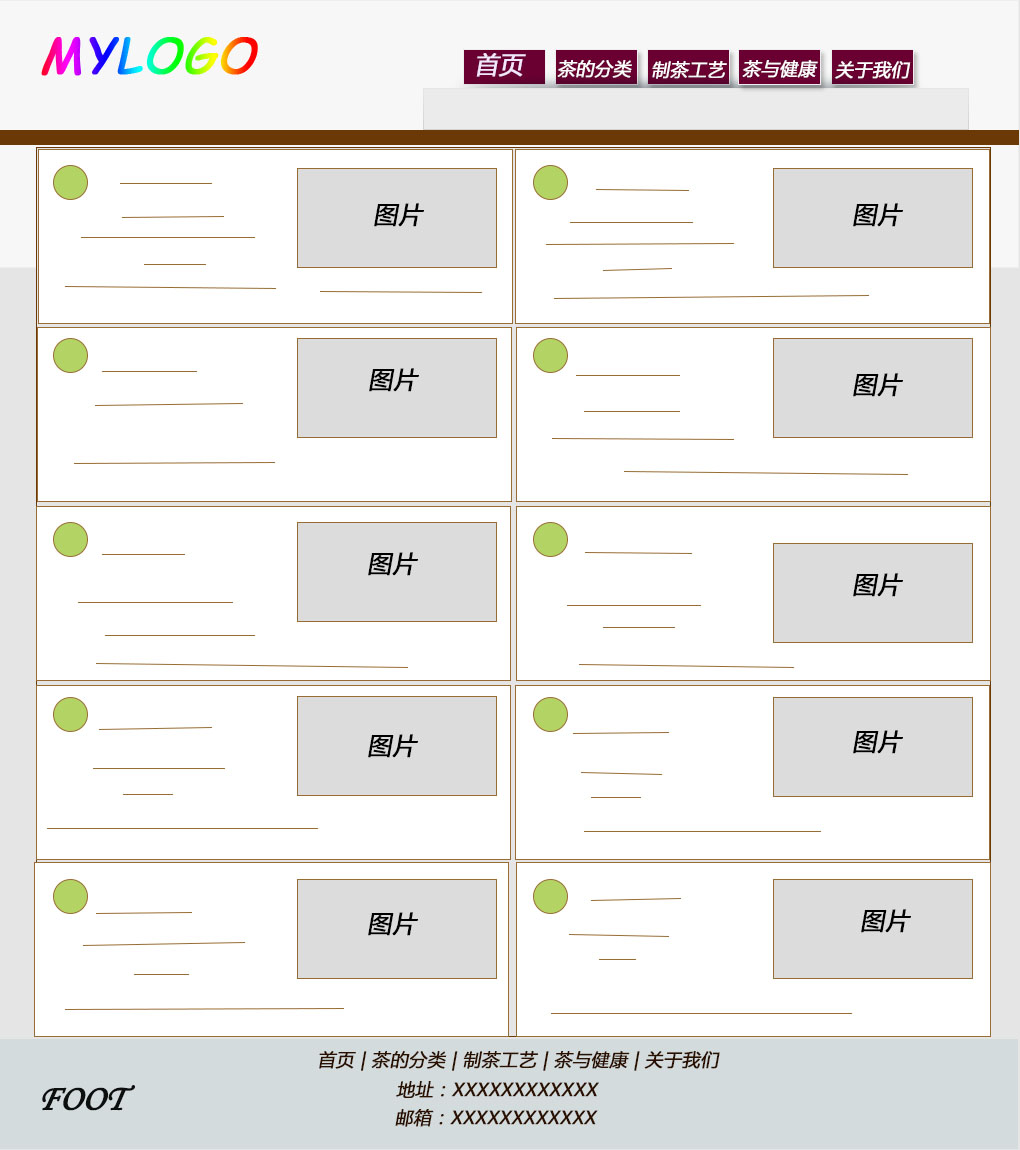 MYLOGO
首页 茶的分类 制茶工艺 茶与健康 关于我们
图片 图片
图片 图片
图片 图片
图片 图片
图片 图片
首页 | 茶的分类 | 制茶工艺 | 茶与健康 | 关于我们
地址：XXXXXXXXXXXX
FOOT
邮箱：XXXXXXXXXXXX